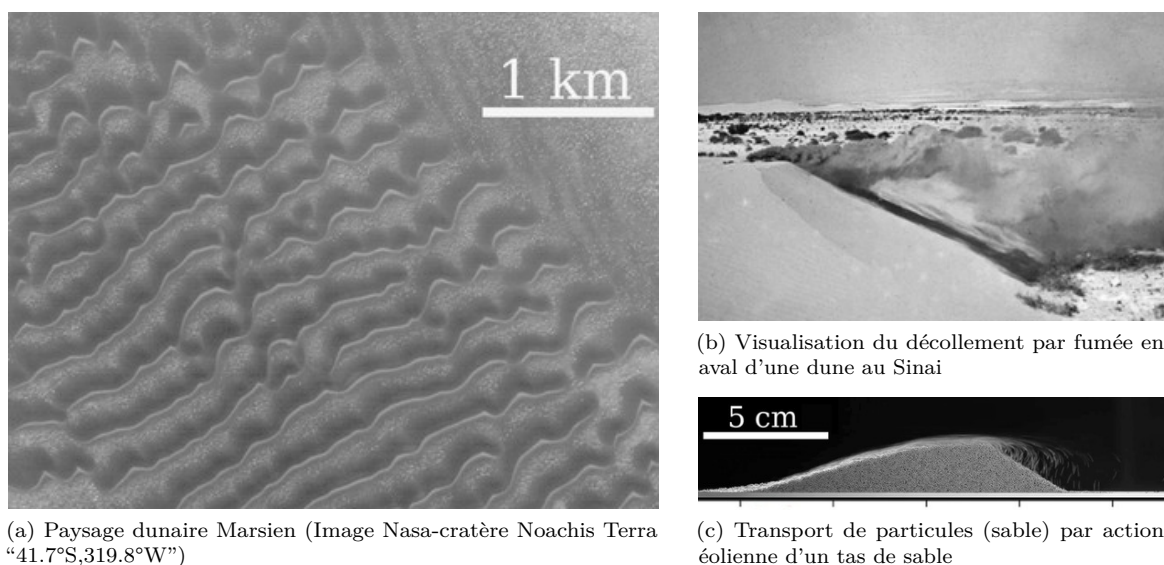 1 km
(a) Paysage dunaire Marsien (Image Nasa-cratère Noachis Terra
“41.7°S,319.8°W”)
(b) Visualisation du décollement par fumée en
aval d'une dune au Sinai
5 cm
(c) Transport de particules (sable) par action
éolienne d'un tas de sable